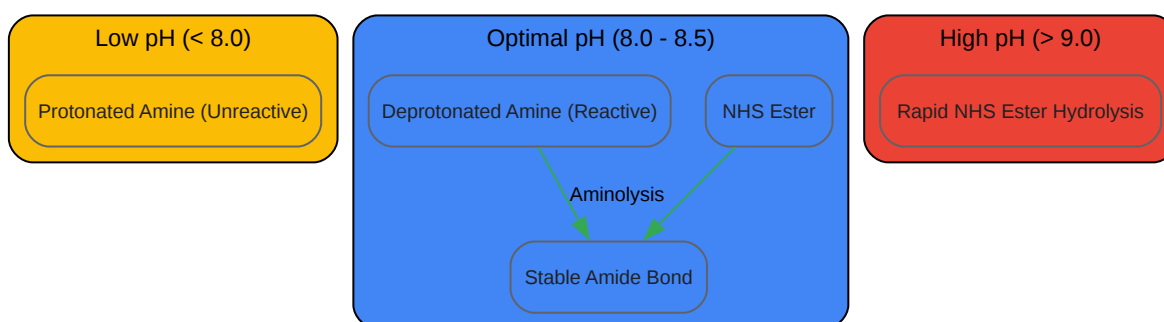 Low pH (< 8.0)
Protonated Amine (Unreactive)
Optimal pH (8.0 - 8.5)
Deprotonated Amine (Reactive)
NHS Ester
Aminolysis
Stable Amide Bond
High pH (> 9.0)
Rapid NHS Ester Hydrolysis